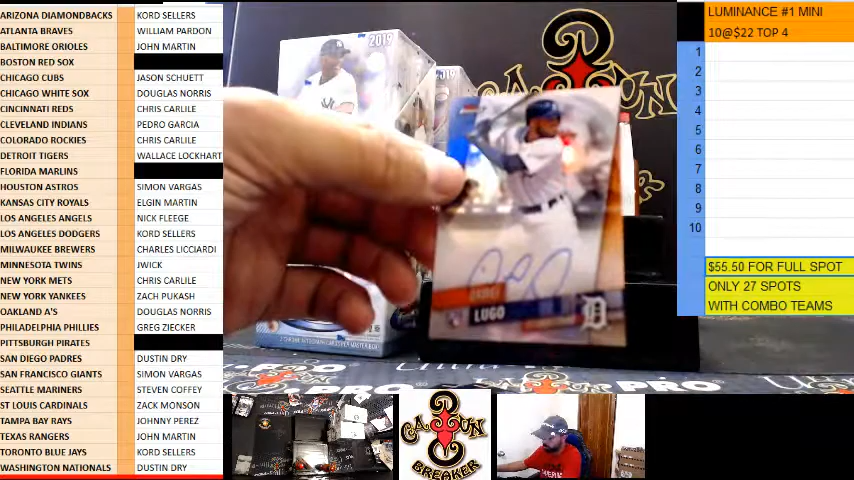 ARIZONA DIAMONDBACKS KORD SELLERS
ATLANTA BRAVES WILLIAM PARDON
BALTIMORE ORIOLES JOHN MARTIN
BOSTON RED SOX
CHICAGO CUBS JASON SCHUETT
CHICAGO WHITE SOX DOUGLAS NORRIS
CINCINNATI REDS CHRIS CARLILE
CLEVELAND INDIANS PEDRO GARCIA
COLORADO ROCKIES CHRIS CARLILE
DETROIT TIGERS WALLACE LOCKHART
FLORIDA MARLINS
HOUSTON ASTROS SIMON VARGAS
KANSAS CITY ROYALS ELGIN MARTIN
LOS ANGELES ANGELS NICK FLEEGE
LOS ANGELES DODGERS KORD SELLERS
MILWAUKEE BREWERS CHARLES LICCIARDI
MINNESOTA TWINS JWICK
NEW YORK METS CHRIS CARLILE
NEW YORK YANKEES ZACH PUKASH
OAKLAND A'S DOUGLAS NORRIS
PHILADELPHIA PHILLIES GREG ZIECKER
PITTSBURGH PIRATES
SAN DIEGO PADRES DUSTIN DRY
SAN FRANCISCO GIANTS SIMON VARGAS
SEATTLE MARINERS STEVEN COFFEY
ST LOUIS CARDINALS ZACK MONSON
TAMPA BAY RAYS JOHNNY PEREZ
TEXAS RANGERS JOHN MARTIN
TORONTO BLUE JAYS KORD SELLERS
WASHINGTON NATIONALS DUSTIN DRY
2019
LUGO
D
PRO
PRO
CAJUN
BREAKER
LUMINANCE #1 MINI
10@$22 TOP 4
1
2
3
4
5
6
7
8
9
10
$55.50 FOR FULL SPOT
ONLY 27 SPOTS
WITH COMBO TEAMS